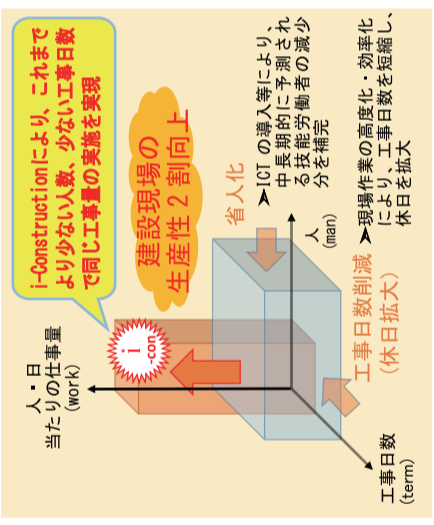 i-Constructionにより、これまで
より少ない人数、少ない工事日数
で同じ工事量の実施を実現
建設現場の
生産性２割向上
人・日
当たりの仕事量
(work)
i
-con
省人化
➤ICTの導入等により、
中長期的に予測され
る技能労働者の減少
分を補完
人
(man)
➤現場作業の高度化・効率化
により、工事日数を短縮し、
休日を拡大
工事日数削減
(休日拡大)
工事日数
(term)